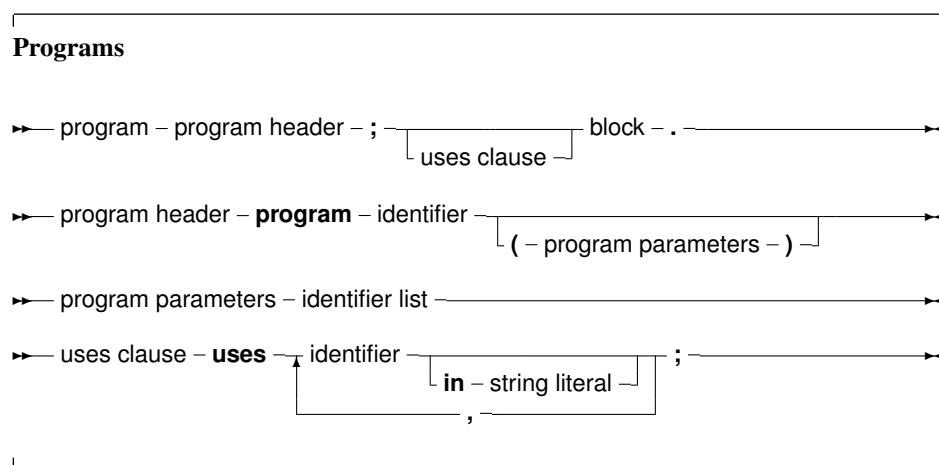 Programs
program – program header – ; – block – .
uses clause
program header – program – identifier
( – program parameters – )
program parameters – identifier list
uses clause – uses – identifier ;
in – string literal
,